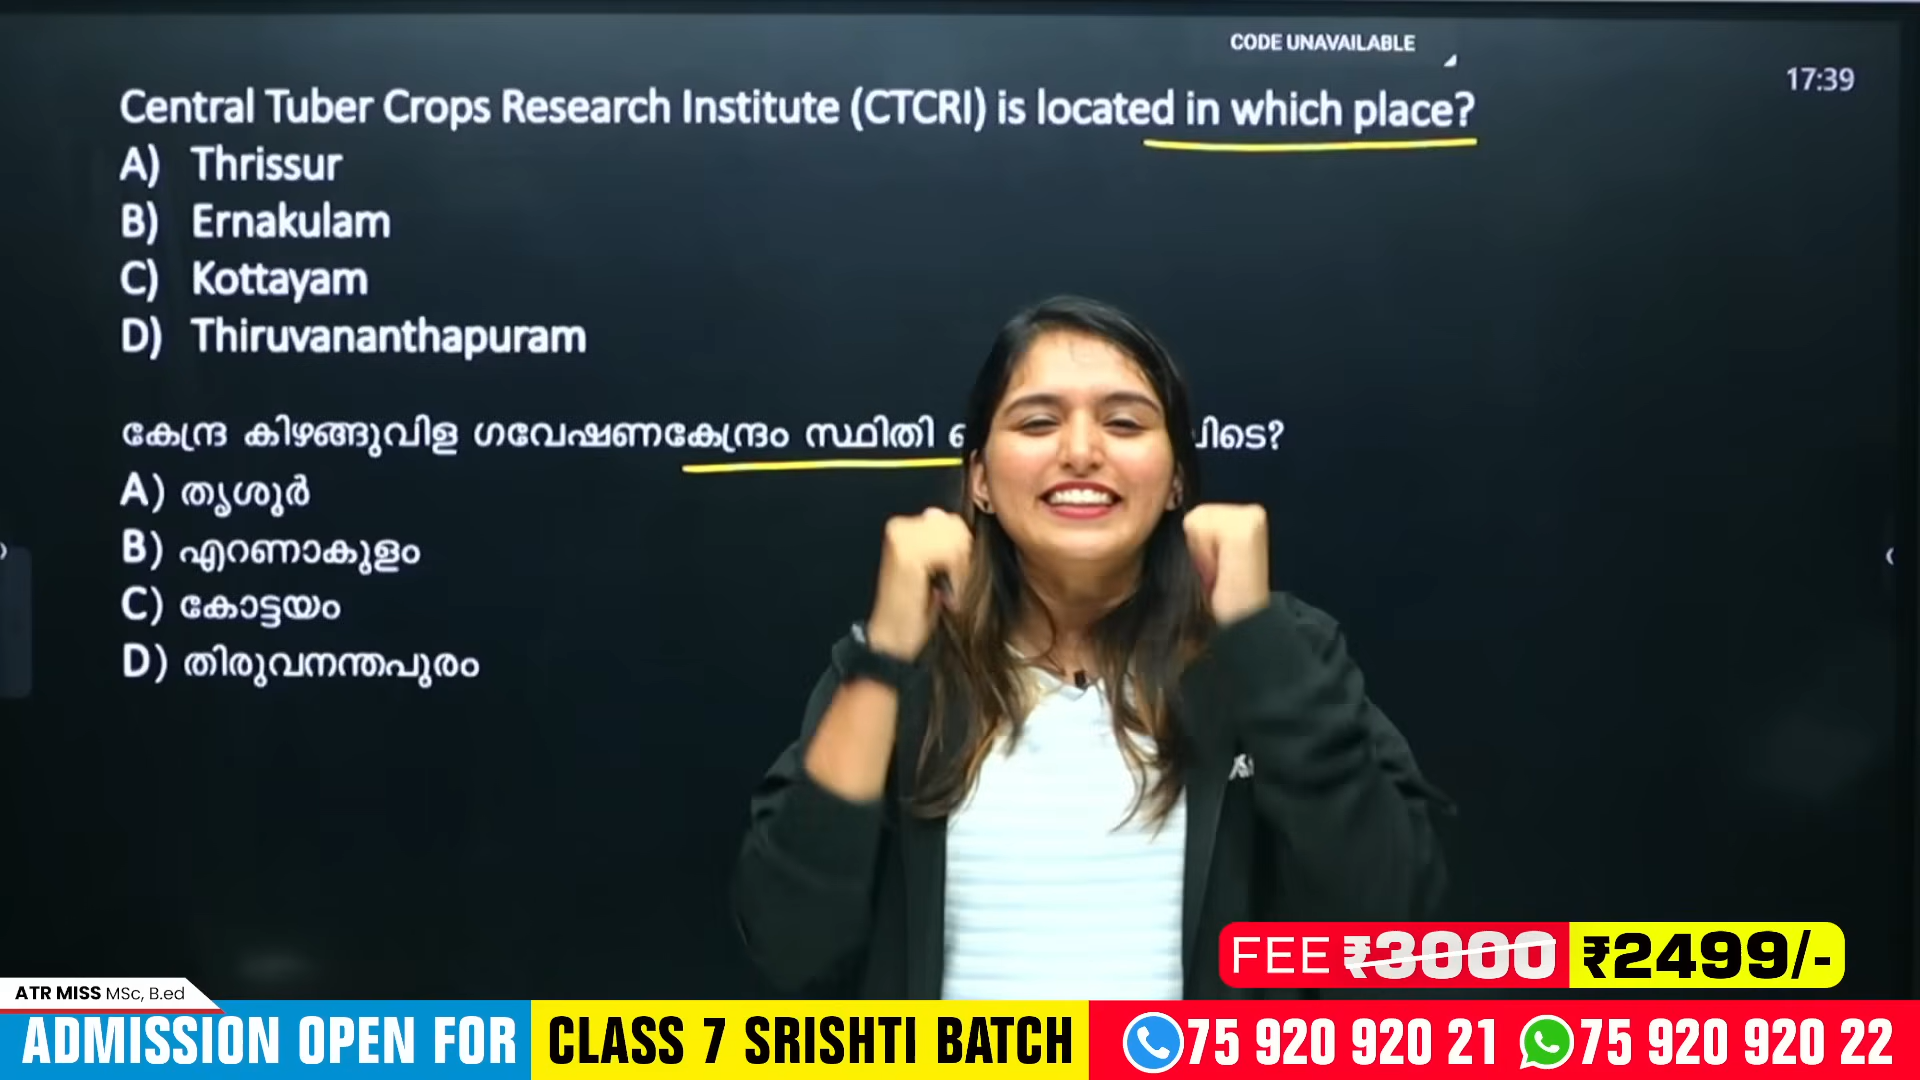 CODE UNAVAILABLE
17:39
Central Tuber Crops Research Institute (CTCRI) is located in which place?
A) Thrissur
B) Ernakulam
C) Kottayam
D) Thiruvananthapuram
കേന്ദ്ര കിഴങ്ങുവിള ഗവേഷണകേന്ദ്രം സ്ഥിതി
A) തൃശൂർ
B) എറണാകുളം
C) കോട്ടയം
D) തിരുവനന്തപുരം
FEE ₹3000 ₹2499/-
ATR MISS MSc, B.ed
ADMISSION OPEN FOR CLASS 7 SRISHTI BATCH 75 920 920 21 75 920 920 22